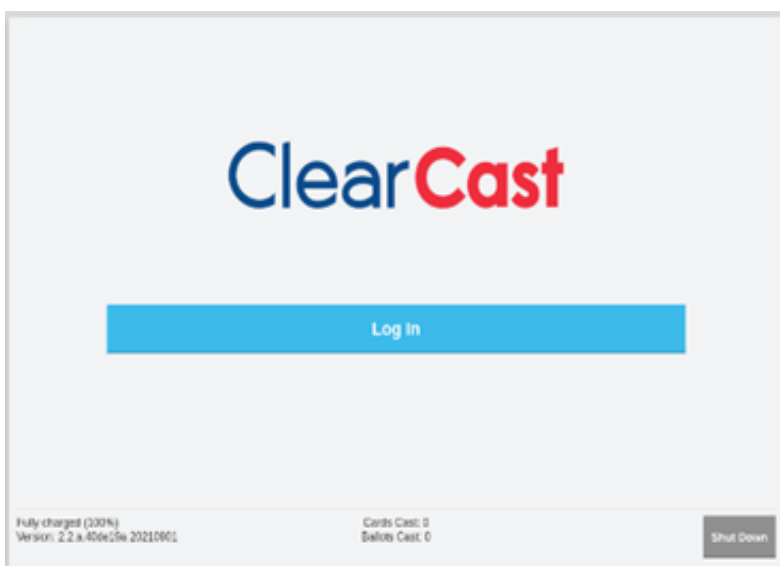 ClearCast
Log In
Fully charged (100%)
Cards Cast: 0
Version: 2.2.a.40de19a.20210901
Ballots Cast: 0
Shut Down